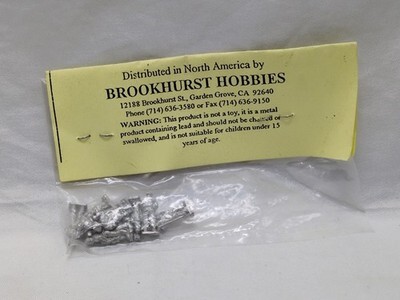 Distributed in North America by
BROOKHURST HOBBIES
12188 Brookhurst St., Garden Grove, CA 92640
Phone (714) 636-3580 or Fax (714) 636-9150
WARNING: This product is not a toy, it is a metal
product containing lead and should not be chewed or
swallowed, and is not suitable for children under 15
years of age.